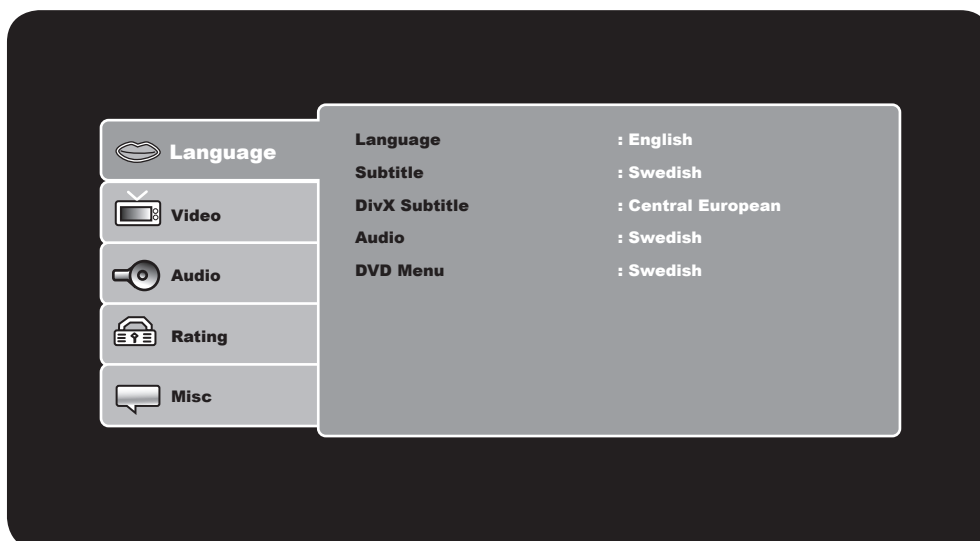 Language
Video
Audio
Rating
Misc
Language : English
Subtitle : Swedish
DivX Subtitle : Central European
Audio : Swedish
DVD Menu : Swedish